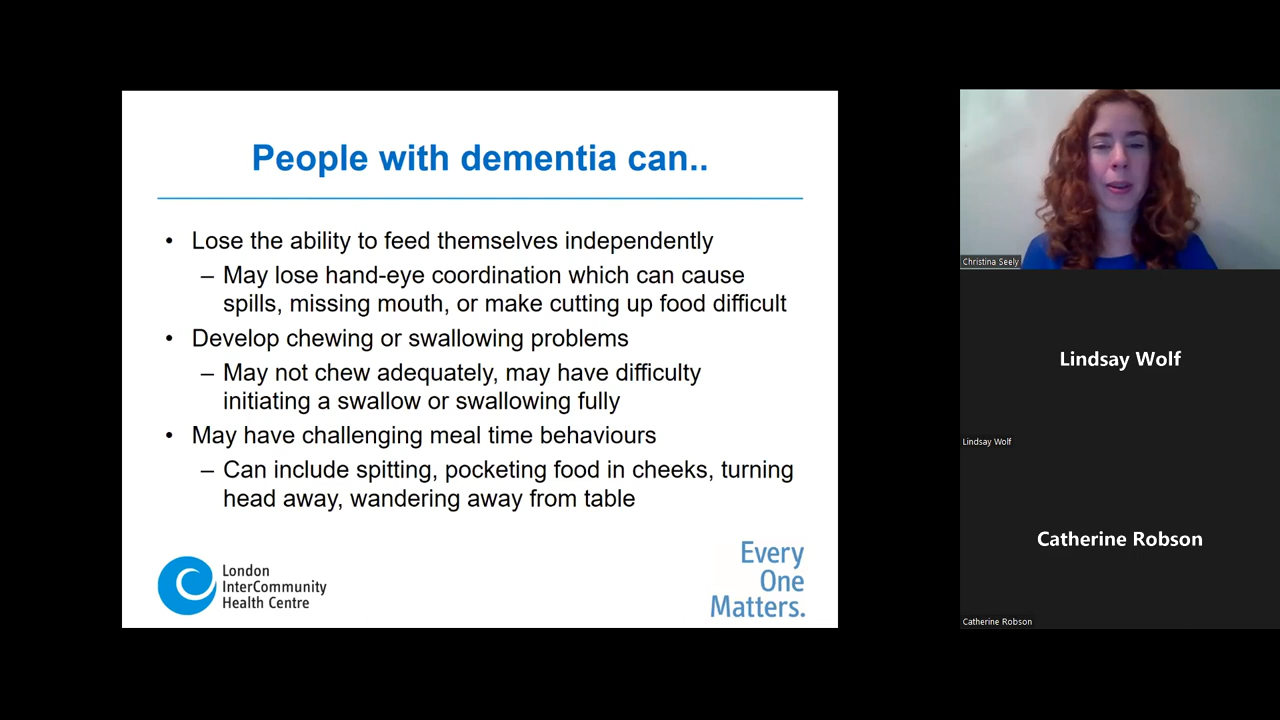 People with dementia can..
• Lose the ability to feed themselves independently
– May lose hand-eye coordination which can cause
spills, missing mouth, or make cutting up food difficult
• Develop chewing or swallowing problems
– May not chew adequately, may have difficulty
initiating a swallow or swallowing fully
• May have challenging meal time behaviours
– Can include spitting, pocketing food in cheeks, turning
head away, wandering away from table
London
InterCommunity
Health Centre
Every
One
Matters.
Christina Seely
Lindsay Wolf
Lindsay Wolf
Catherine Robson
Catherine Robson